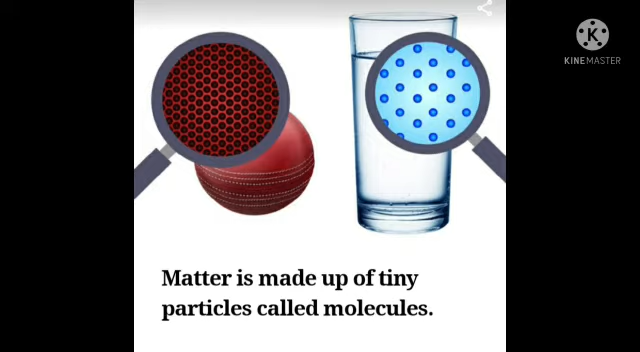 K
KINEMASTER
Matter is made up of tiny
particles called molecules.